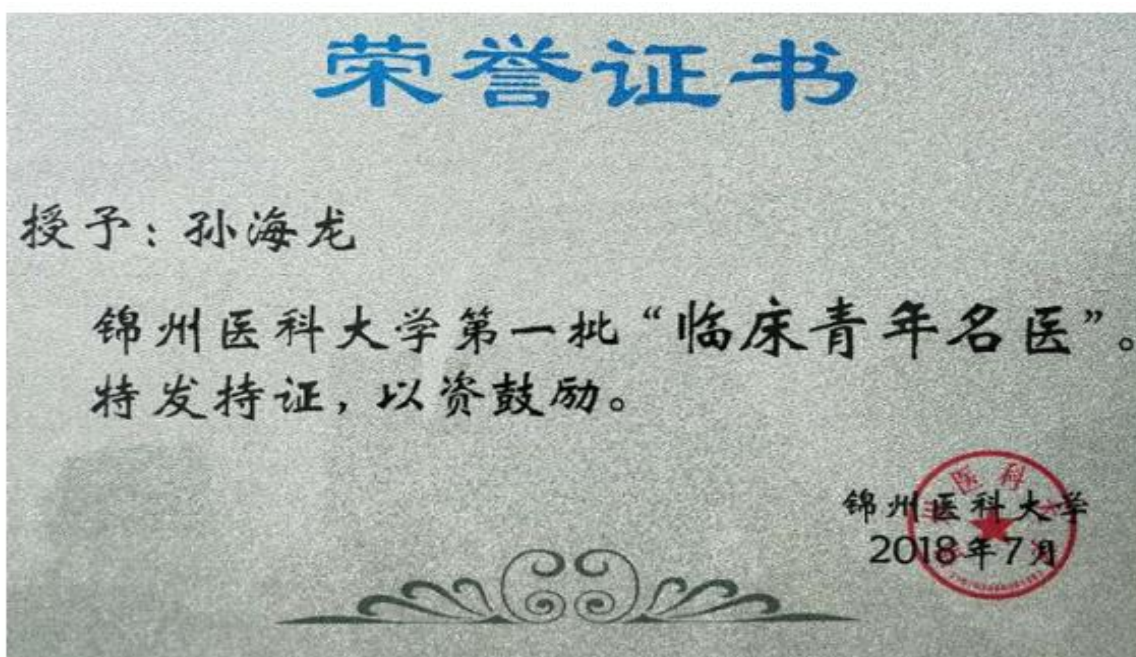 荣誉证书
授予：孙海龙
锦州医科大学第一批“临床青年名医”。
特发持证，以资鼓励。
锦州医科大学
2018年7月